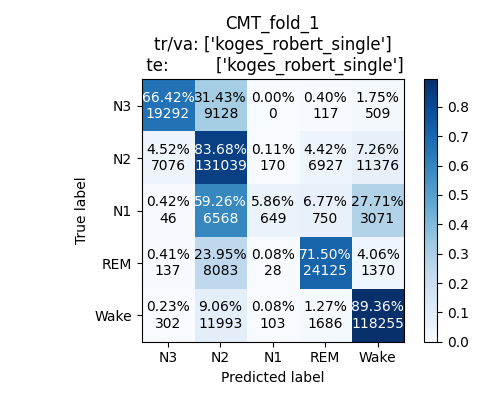 CMT_fold_1
tr/va: ['koges_robert_single']
te: ['koges_robert_single']
True label
N3
66.42% 31.43% 0.00% 0.40% 1.75%
19292 9128 0 117 509
N2
4.52% 83.68% 0.11% 4.42% 7.26%
7076 131039 170 6927 11376
N1
0.42% 59.26% 5.86% 6.77% 27.71%
46 6568 649 750 3071
REM
0.41% 23.95% 0.08% 71.50% 4.06%
137 8083 28 24125 1370
Wake
0.23% 9.06% 0.08% 1.27% 89.36%
302 11993 103 1686 118255
N3 N2 N1 REM Wake
Predicted label
0.8
0.7
0.6
0.5
0.4
0.3
0.2
0.1
0.0